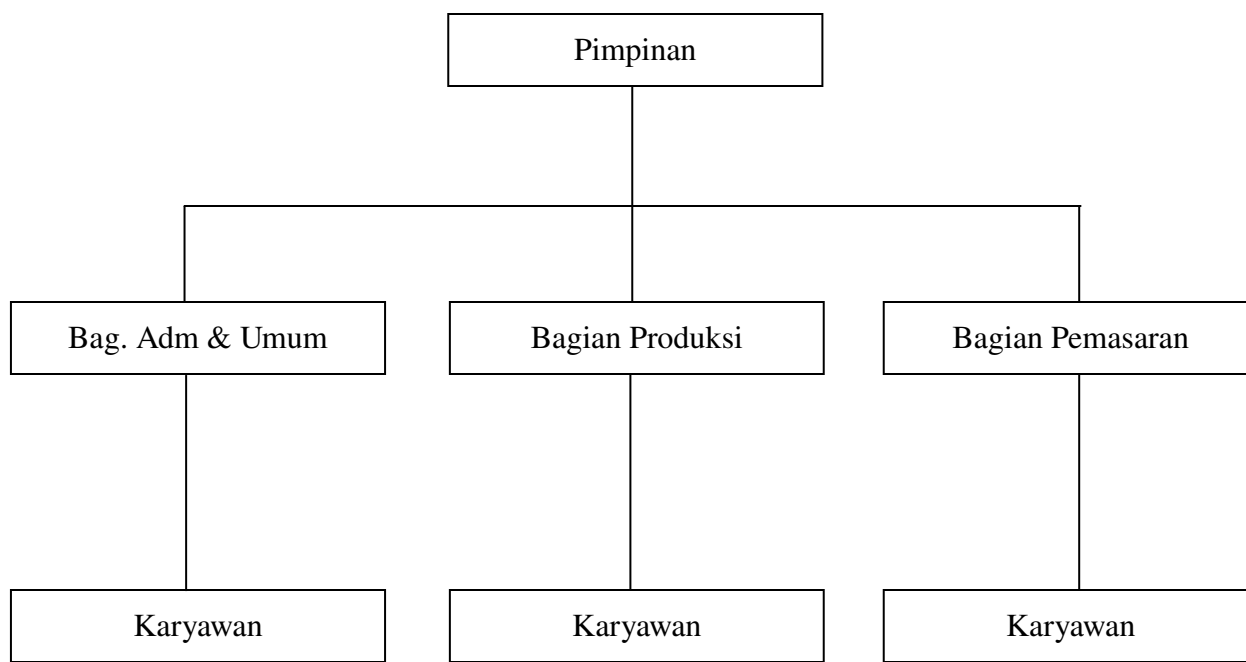 Pimpinan
Bag. Adm & Umum
Bagian Produksi
Bagian Pemasaran
Karyawan
Karyawan
Karyawan